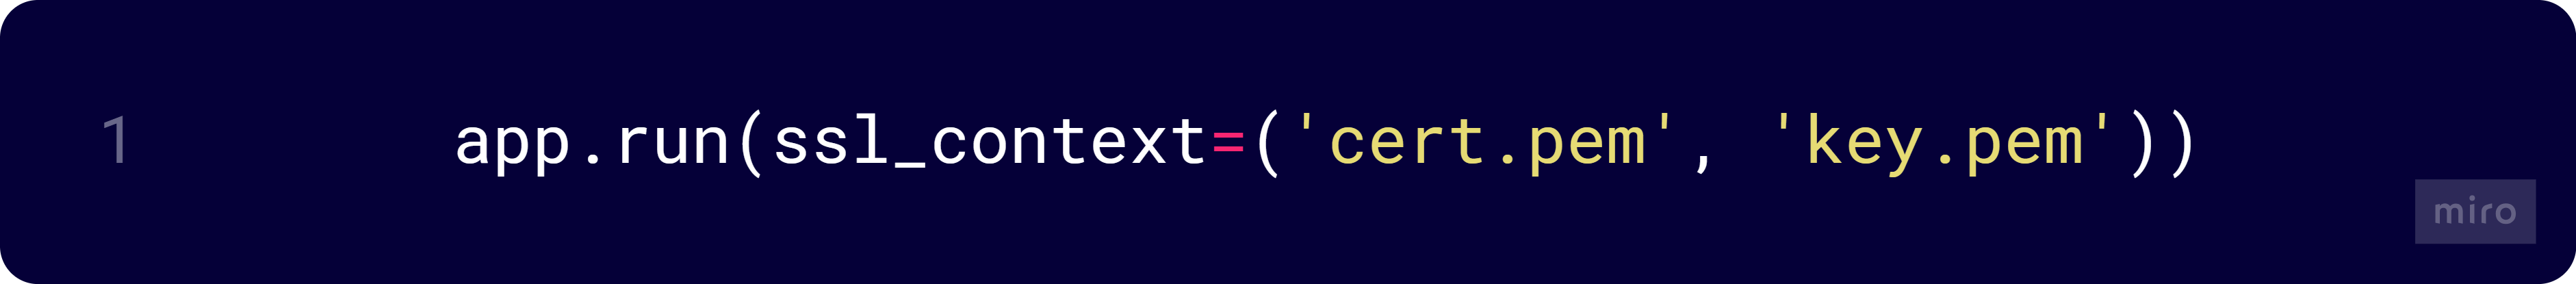 1 app.run(ssl_context=('cert.pem', 'key.pem'))
miro